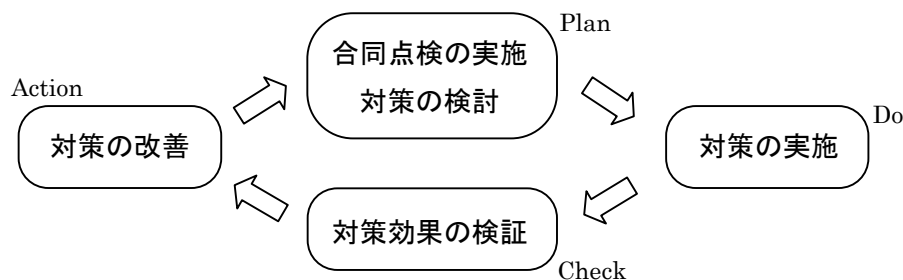 Plan
合同点検の実施
対策の検討
Action
対策の改善
Do
対策の実施
対策効果の検証
Check